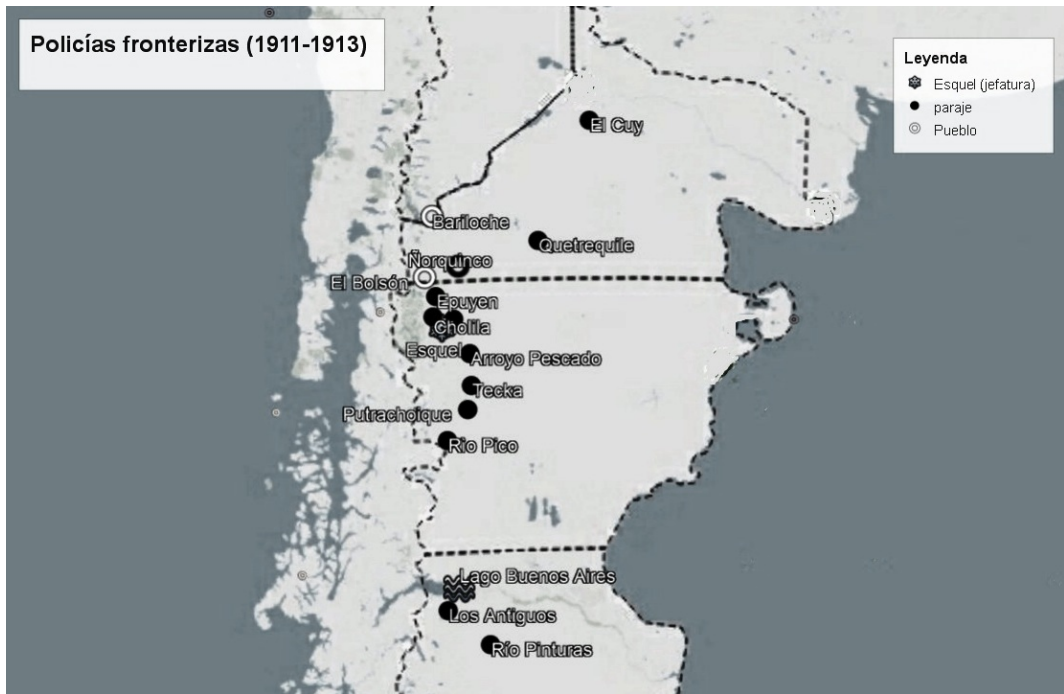 Policías fronterizas (1911-1913)
Leyenda
Esquel (jefatura)
paraje
Pueblo
El Cuy
Bariloche
Quetrequile
Ñorquinco
El Bolsón
Epuyen
Cholila
Esquel
Arroyo Pescado
Tecka
Putrachoique
Río Pico
Lago Buenos Aires
Los Antiguos
Río Pinturas